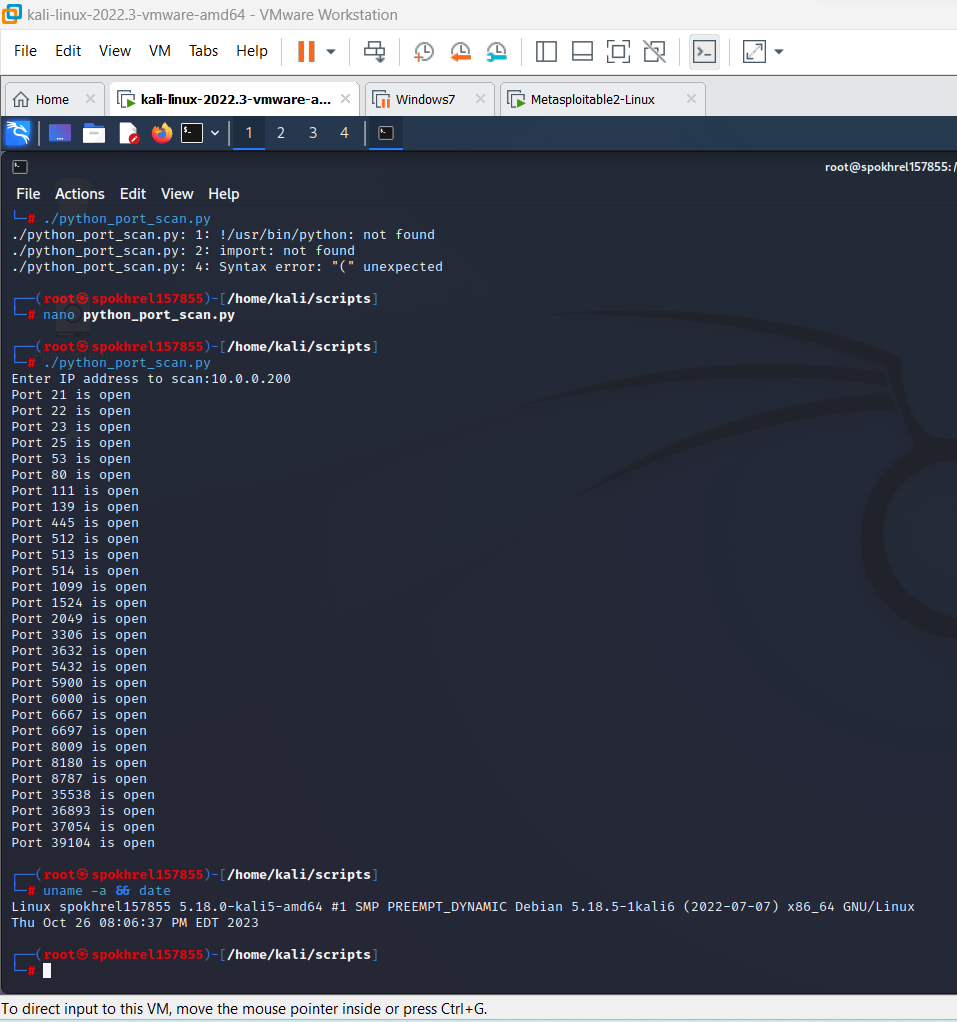 kali-linux-2022.3-vmware-amd64 - VMware Workstation
File Edit View VM Tabs Help
Home kali-linux-2022.3-vmware-a... Windows7 Metasploitable2-Linux
1 2 3 4
root@spokhrel157855:/
File Actions Edit View Help
└─# ./python_port_scan.py
./python_port_scan.py: 1: !/usr/bin/python: not found
./python_port_scan.py: 2: import: not found
./python_port_scan.py: 4: Syntax error: "(" unexpected
┌──(root㉿spokhrel157855)-[/home/kali/scripts]
└─# nano python_port_scan.py
┌──(root㉿spokhrel157855)-[/home/kali/scripts]
└─# ./python_port_scan.py
Enter IP address to scan:10.0.0.200
Port 21 is open
Port 22 is open
Port 23 is open
Port 25 is open
Port 53 is open
Port 80 is open
Port 111 is open
Port 139 is open
Port 445 is open
Port 512 is open
Port 513 is open
Port 514 is open
Port 1099 is open
Port 1524 is open
Port 2049 is open
Port 3306 is open
Port 3632 is open
Port 5432 is open
Port 5900 is open
Port 6000 is open
Port 6667 is open
Port 6697 is open
Port 8009 is open
Port 8180 is open
Port 8787 is open
Port 35538 is open
Port 36893 is open
Port 37054 is open
Port 39104 is open
┌──(root㉿spokhrel157855)-[/home/kali/scripts]
└─# uname -a && date
Linux spokhrel157855 5.18.0-kali5-amd64 #1 SMP PREEMPT_DYNAMIC Debian 5.18.5-1kali6 (2022-07-07) x86_64 GNU/Linux
Thu Oct 26 08:06:37 PM EDT 2023
┌──(root㉿spokhrel157855)-[/home/kali/scripts]
└─#
To direct input to this VM, move the mouse pointer inside or press Ctrl+G.